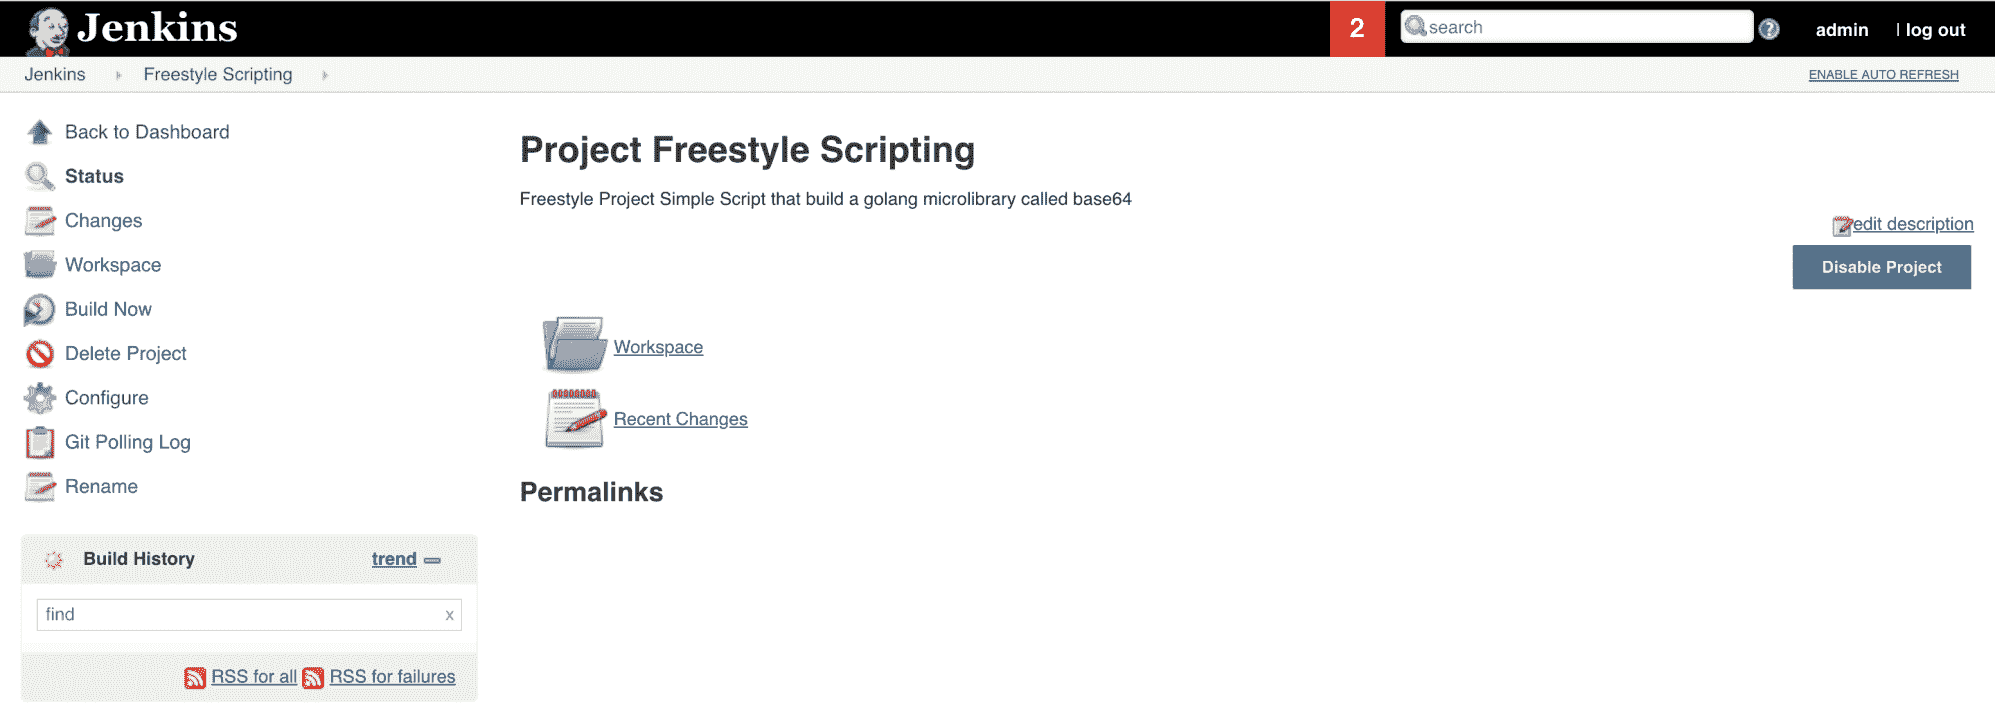 Jenkins
2
search
admin
| log out
Jenkins
Freestyle Scripting
ENABLE AUTO REFRESH
Back to Dashboard
Status
Changes
Workspace
Build Now
Delete Project
Configure
Git Polling Log
Rename
Build History
trend
find
x
RSS for all
RSS for failures
Project Freestyle Scripting
Freestyle Project Simple Script that build a golang microlibrary called base64
edit description
Disable Project
Workspace
Recent Changes
Permalinks